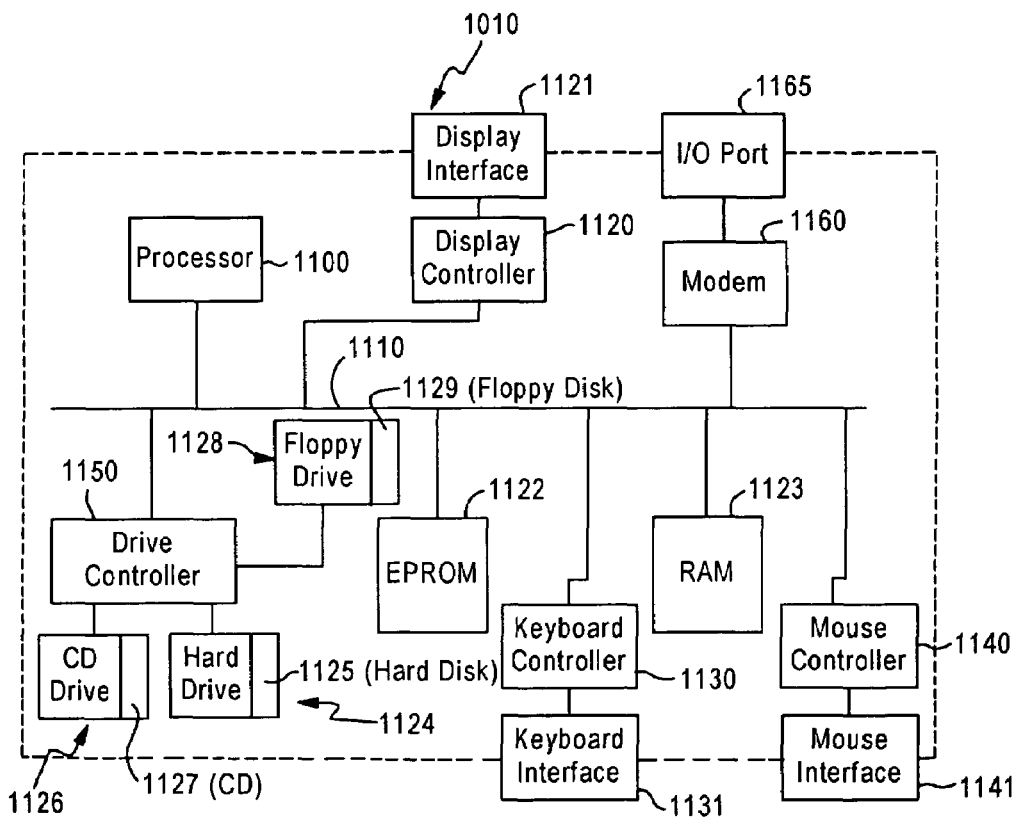 1010
1121
1165
Display
Interface
I/O Port
1120
1160
Processor
1100
Display
Controller
Modem
1110
1129 (Floppy Disk)
1128
Floppy
Drive
1150
1122
1123
Drive
Controller
EPROM
RAM
CD
Drive
Hard
Drive
1125 (Hard Disk)
Keyboard
Controller
1130
Mouse
Controller
1140
1124
Keyboard
Interface
Mouse
Interface
1126
1127 (CD)
1131
1141